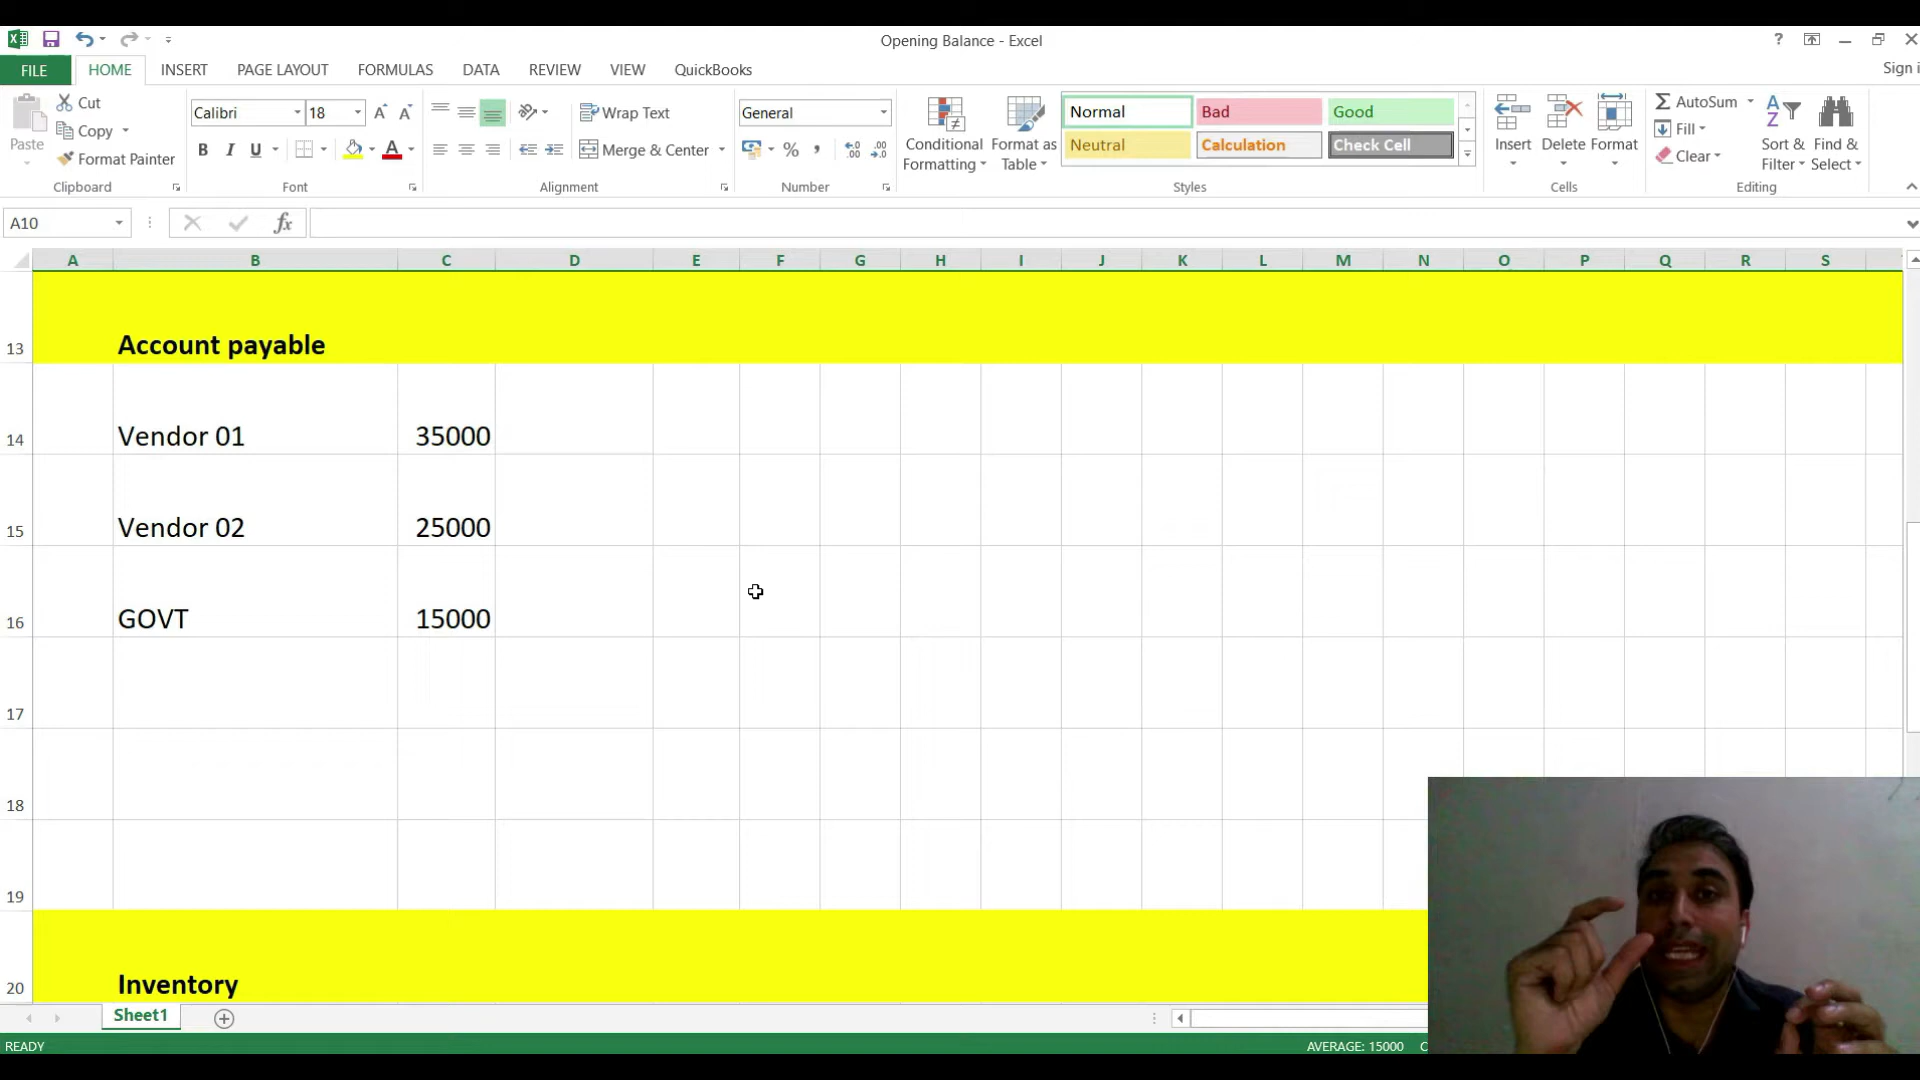 Opening Balance - Excel
? Sign i
FILE HOME INSERT PAGE LAYOUT FORMULAS DATA REVIEW VIEW QuickBooks
Paste
Cut
Copy
Format Painter
Clipboard
Calibri 18
B I U
Font
Wrap Text
Merge & Center
Alignment
General
%
Number
Conditional Formatting
Format as Table
Normal Bad Good
Neutral Calculation Check Cell
Styles
Insert Delete Format
Cells
AutoSum
Fill
Clear
Sort & Filter
Find & Select
Editing
A10 fx
A B C D E F G H I J K L M N O P Q R S
13 Account payable
14 Vendor 01 35000
15 Vendor 02 25000
16 GOVT 15000
17
18
19
20 Inventory
Sheet1
READY AVERAGE: 15000 C